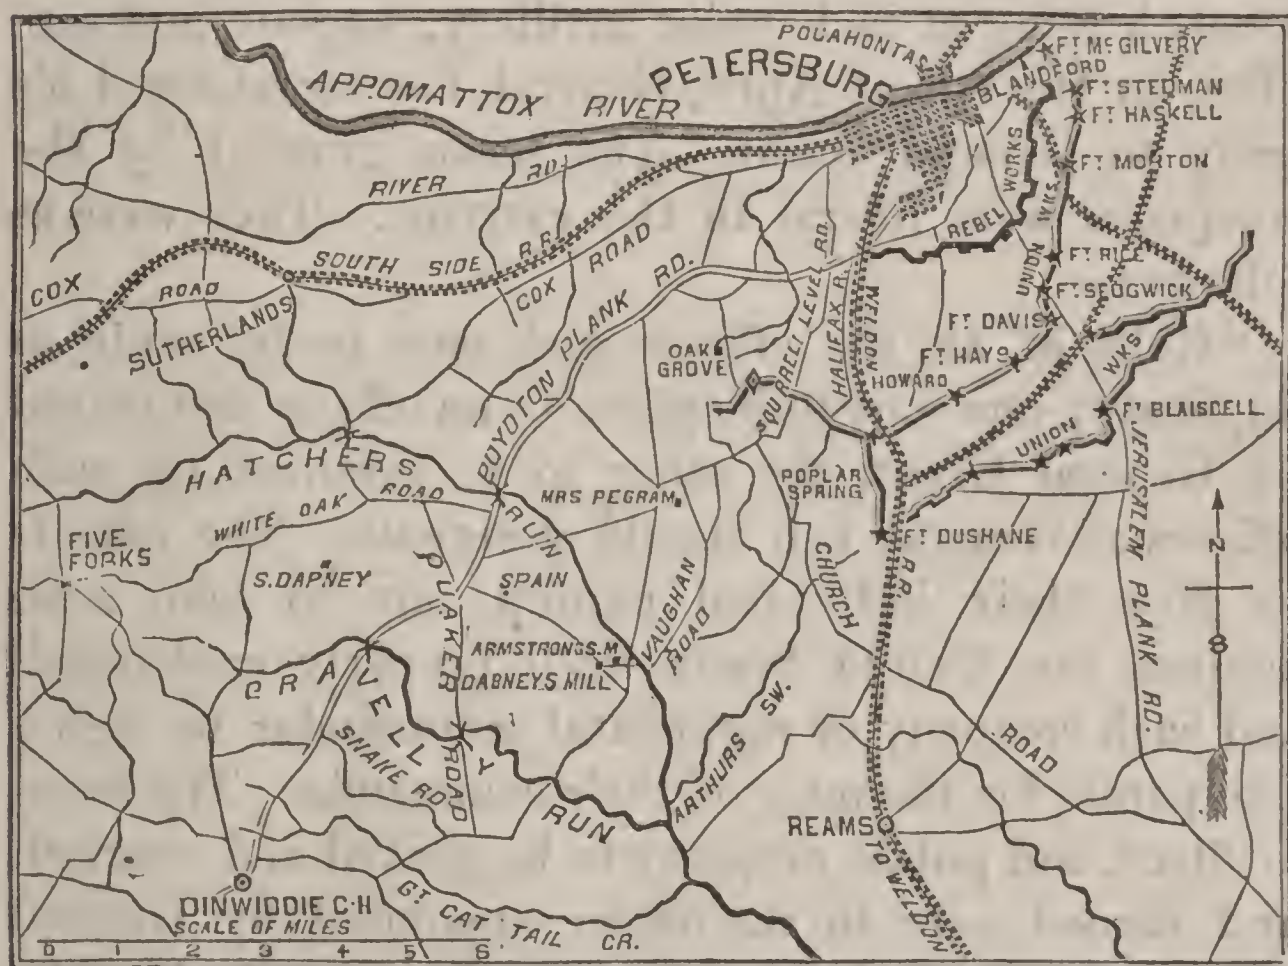 POCAHONTAS
PETERSBURG
BLANDFORD
Fᵀ MᶜGILVERY
Fᵀ STEDMAN
Fᵀ HASKELL
Fᵀ MORTON
APPOMATTOX RIVER
RIVER RD.
REBEL WORKS
UNION WKS
SOUTH SIDE R.R.
COX ROAD
COX ROAD
SUTHERLANDS
BOYDTON PLANK RD.
SQUIRREL LEVEL RD.
HALIFAX R
WELDON R.R.
Fᵀ RICE
Fᵀ SEDGWICK
Fᵀ DAVIS
Fᵀ HAYS
HOWARD
OAK
GROVE
UNION WKS
Fᵀ BLAISDELL
JERUSALEM PLANK RD.
HATCHERS RUN
WHITE OAK ROAD
MRS PEGRAM
POPLAR
SPRING
CHURCH ROAD
Fᵀ DUSHANE
FIVE
FORKS
S. DAPNEY
QUAKER ROAD
SPAIN
VAUGHAN
ROAD
ARMSTRONGS.M
DABNEYS MILL
GRAVELLY RUN
SNAKE RD
ARTHURS SW.
REAMS
TO WELDON
DINWIDDIE C.H
Gᵀ CAT TAIL CR.
SCALE OF MILES
0 1 2 3 4 5 6